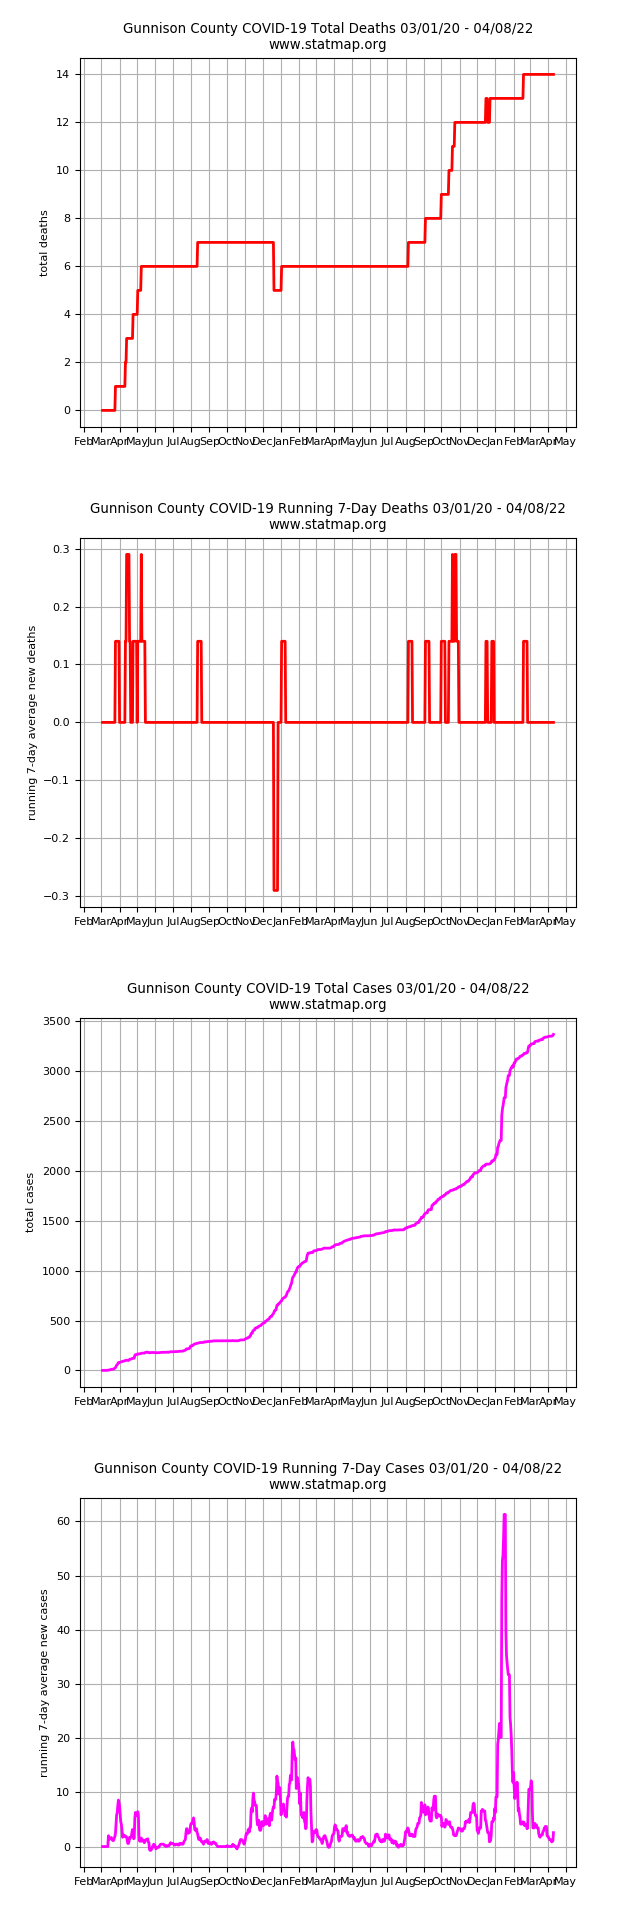 Gunnison County COVID-19 Total Deaths 03/01/20 - 04/08/22
www.statmap.org
14
12
10
8
6
4
2
0
total deaths
Feb Mar Apr May Jun Jul Aug Sep Oct Nov Dec Jan Feb Mar Apr May Jun Jul Aug Sep Oct Nov Dec Jan Feb Mar Apr May
Gunnison County COVID-19 Running 7-Day Deaths 03/01/20 - 04/08/22
www.statmap.org
0.3
0.2
0.1
0.0
−0.1
−0.2
−0.3
running 7-day average new deaths
Feb Mar Apr May Jun Jul Aug Sep Oct Nov Dec Jan Feb Mar Apr May Jun Jul Aug Sep Oct Nov Dec Jan Feb Mar Apr May
Gunnison County COVID-19 Total Cases 03/01/20 - 04/08/22
www.statmap.org
3500
3000
2500
2000
1500
1000
500
0
total cases
Feb Mar Apr May Jun Jul Aug Sep Oct Nov Dec Jan Feb Mar Apr May Jun Jul Aug Sep Oct Nov Dec Jan Feb Mar Apr May
Gunnison County COVID-19 Running 7-Day Cases 03/01/20 - 04/08/22
www.statmap.org
60
50
40
30
20
10
0
running 7-day average new cases
Feb Mar Apr May Jun Jul Aug Sep Oct Nov Dec Jan Feb Mar Apr May Jun Jul Aug Sep Oct Nov Dec Jan Feb Mar Apr May